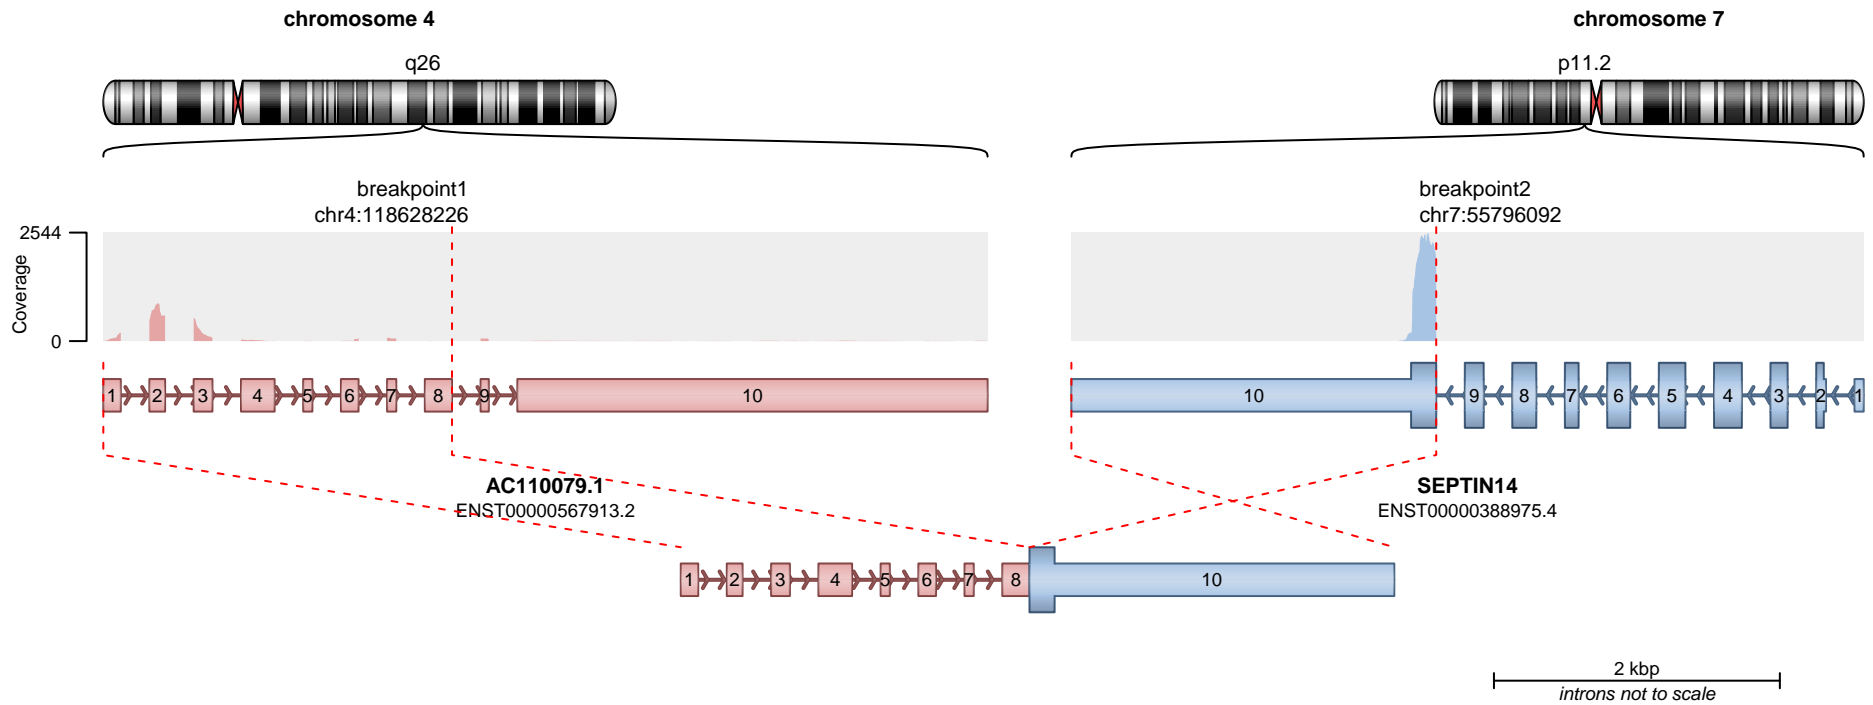 chromosome 4
chromosome 7
q26
p11.2
breakpoint1
chr4:118628226
breakpoint2
chr7:55796092
2544
Coverage
0
1 2 3 4 5 6 7 8 9 10
10 9 8 7 6 5 4 3 2 1
AC110079.1
ENST00000567913.2
SEPTIN14
ENST00000388975.4
1 2 3 4 5 6 7 8 10
2 kbp
introns not to scale